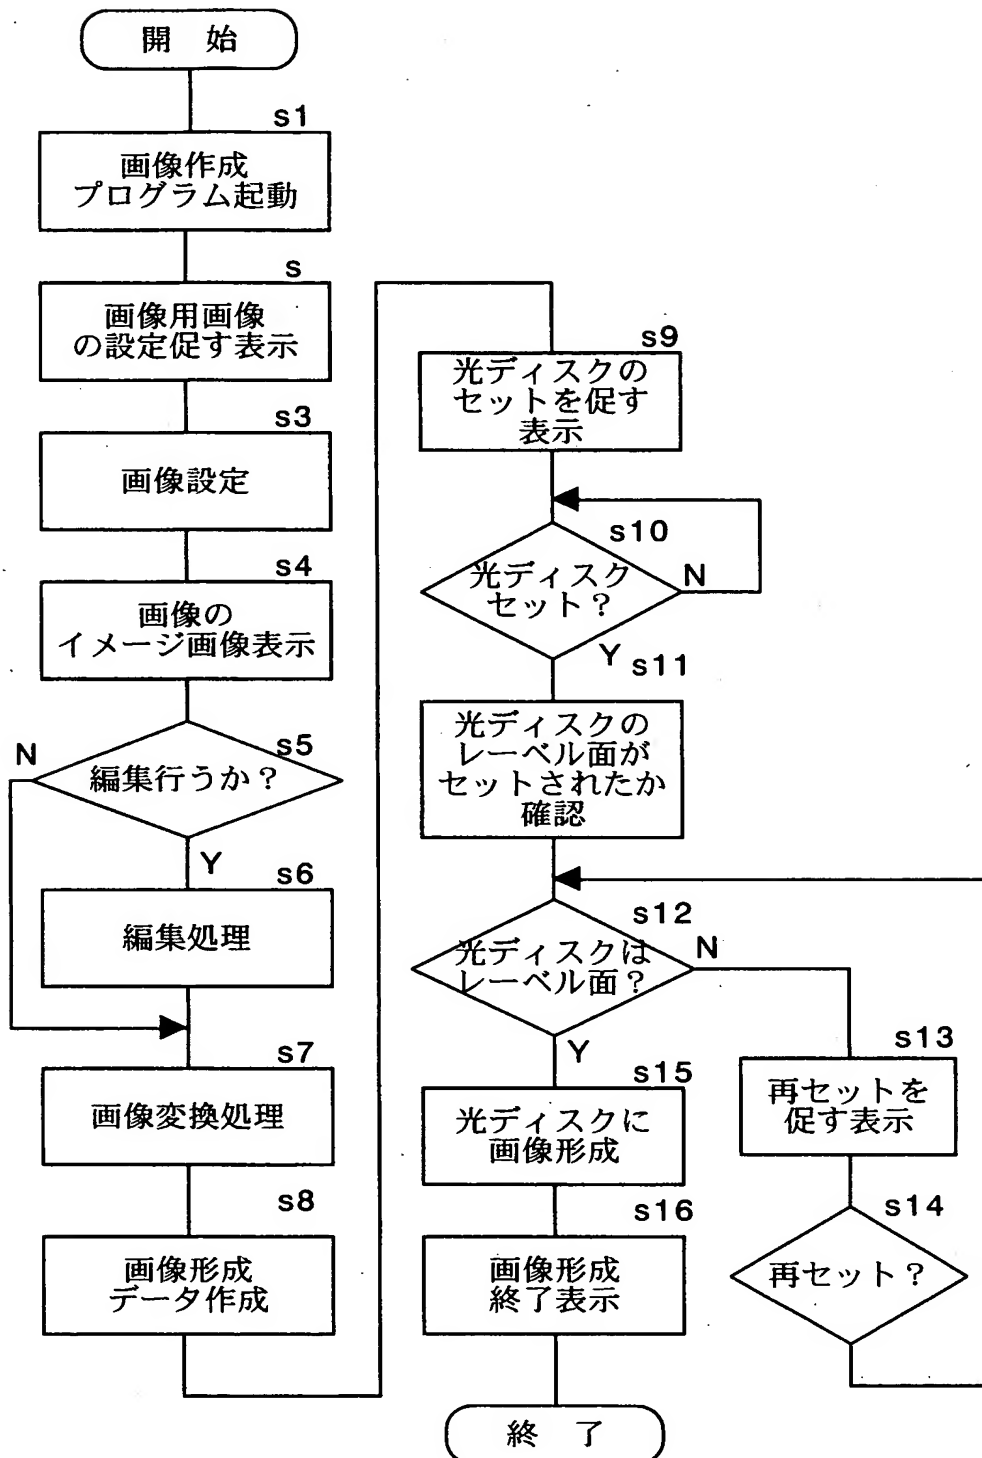 開 始
s1
画像作成
プログラム起動
s
画像用画像
の設定促す表示
s3
画像設定
s4
画像の
イメージ画像表示
s5
編集行うか？
N
Y
s6
編集処理
s7
画像変換処理
s8
画像形成
データ作成
s9
光ディスクの
セットを促す
表示
s10
光ディスク
セット？
N
Y
s11
光ディスクの
レーベル面が
セットされたか
確認
s12
光ディスクは
レーベル面？
N
Y
s13
再セットを
促す表示
s14
再セット？
s15
光ディスクに
画像形成
s16
画像形成
終了表示
終 了